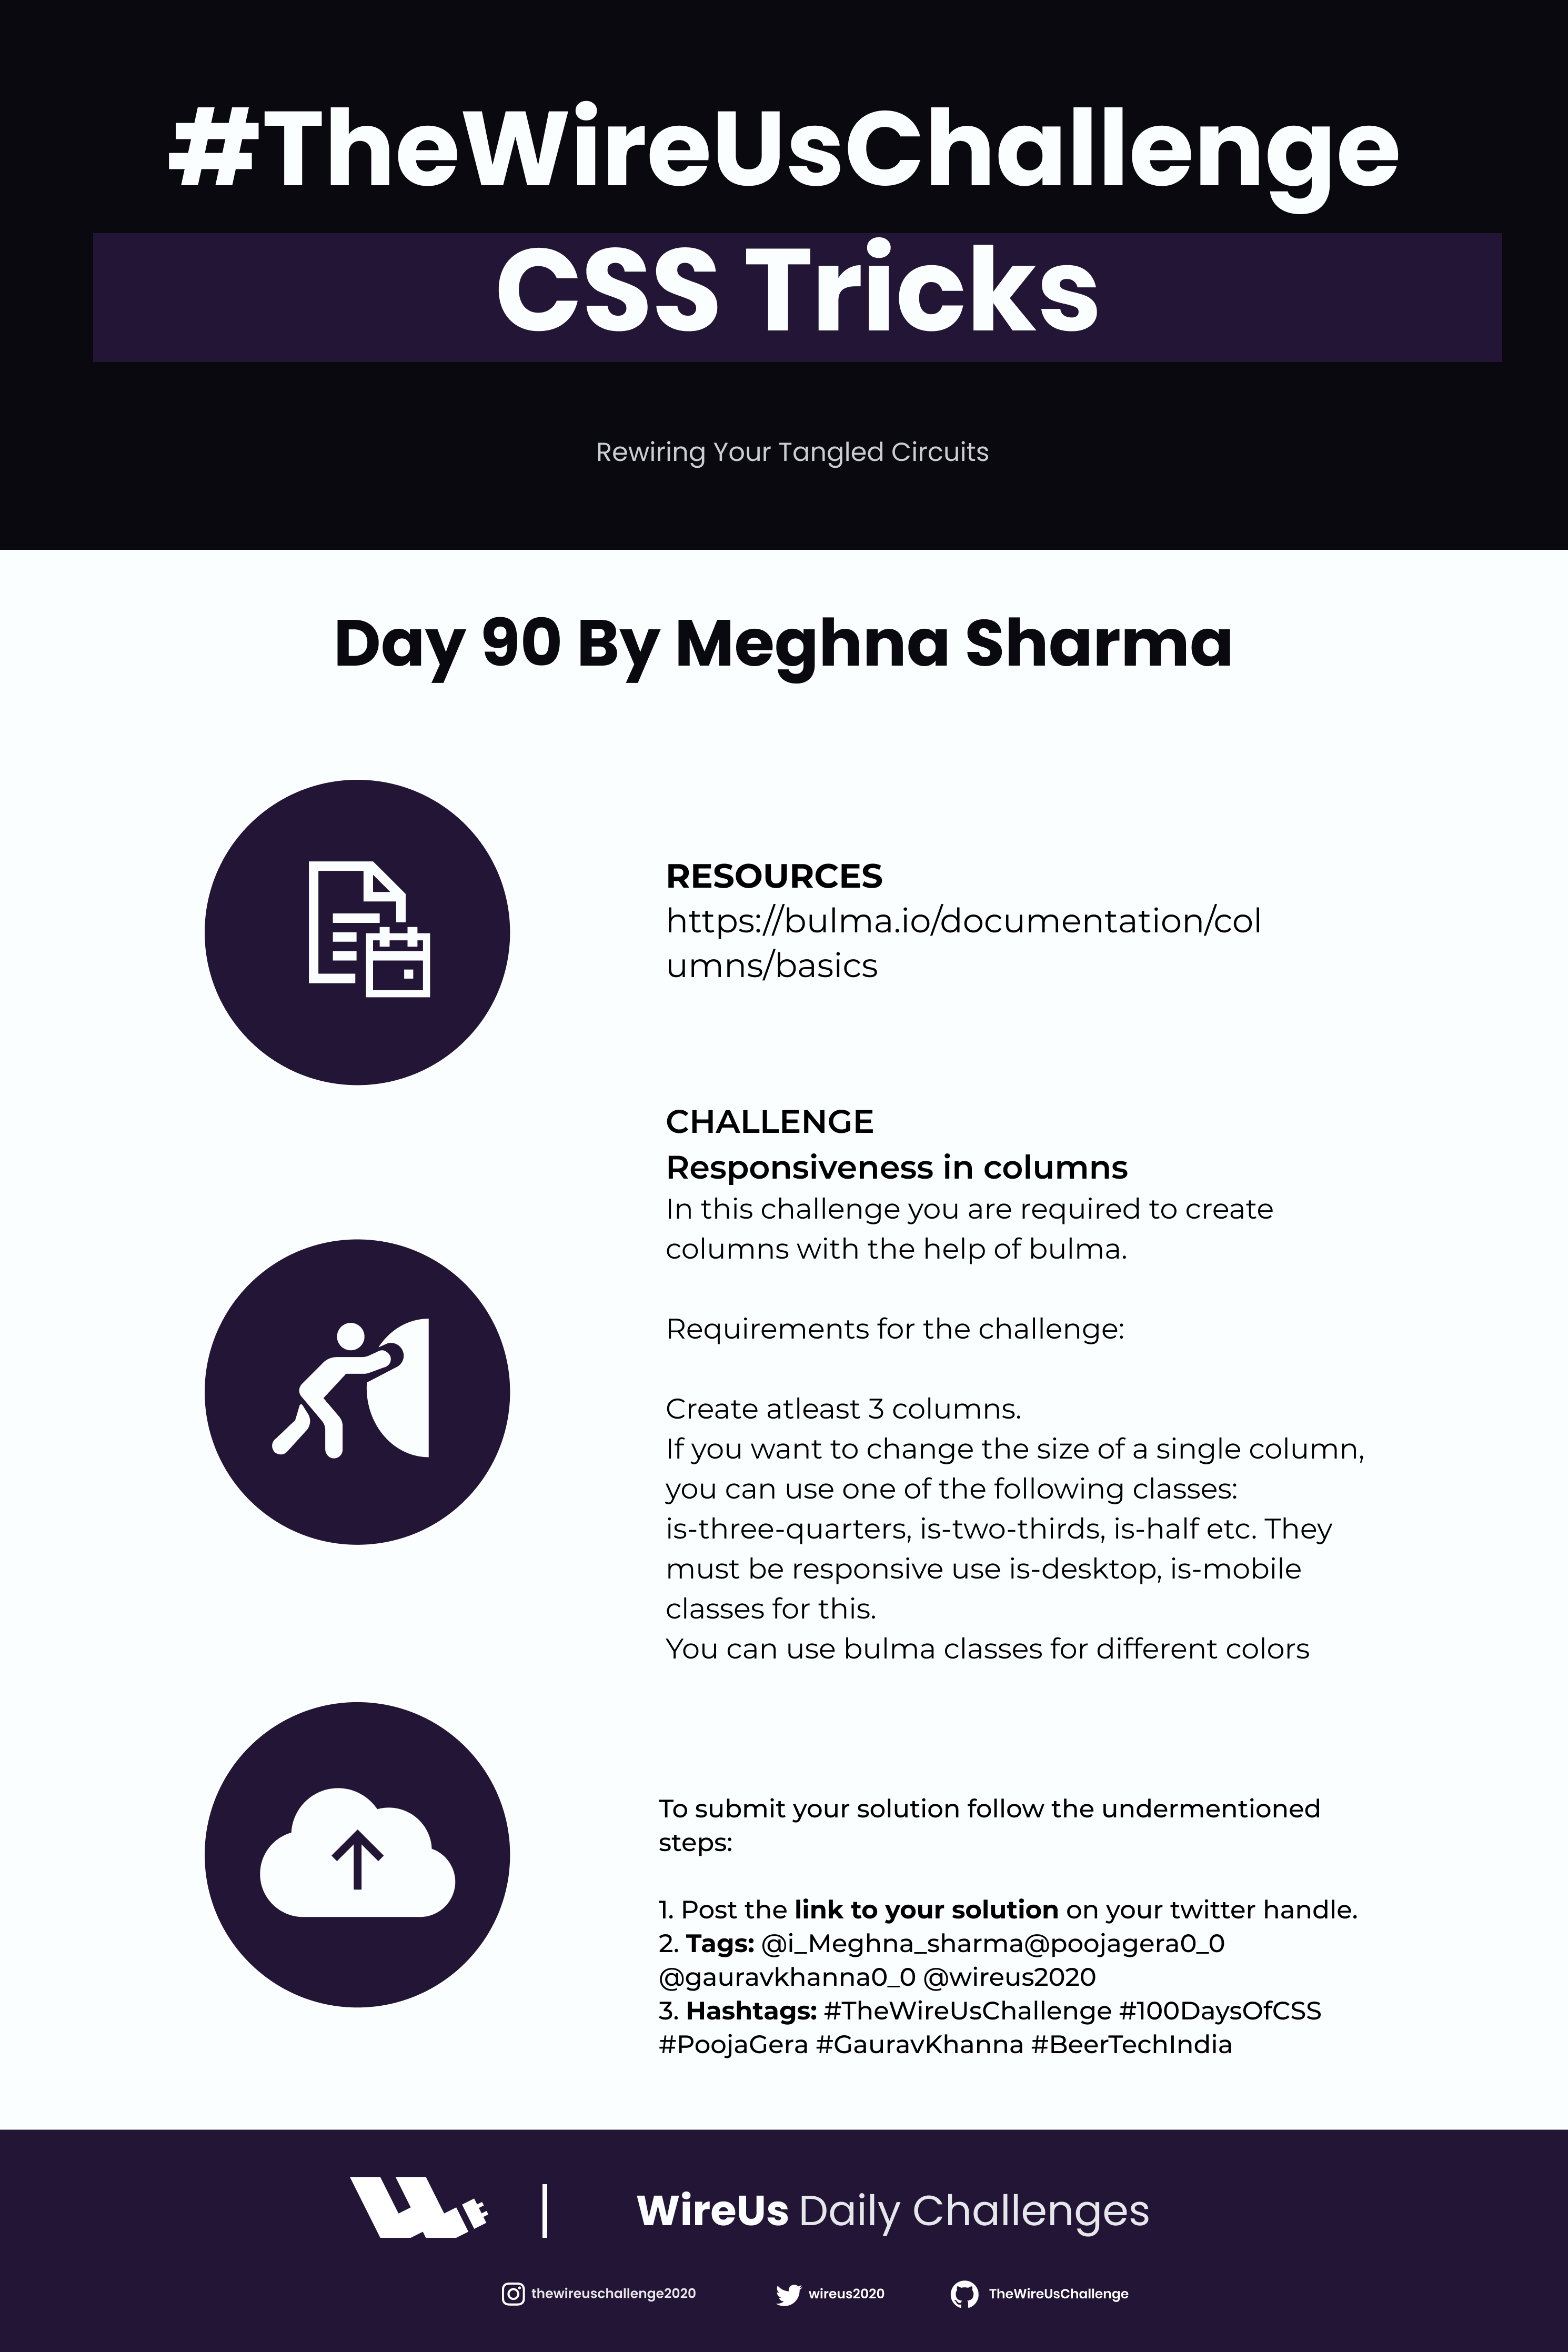 #TheWireUsChallenge
CSS Tricks
Rewiring Your Tangled Circuits
Day 90 By Meghna Sharma
RESOURCES
https://bulma.io/documentation/col
umns/basics
CHALLENGE
Responsiveness in columns
In this challenge you are required to create
columns with the help of bulma.
Requirements for the challenge:
Create atleast 3 columns.
If you want to change the size of a single column,
you can use one of the following classes:
is-three-quarters, is-two-thirds, is-half etc. They
must be responsive use is-desktop, is-mobile
classes for this.
You can use bulma classes for different colors
To submit your solution follow the undermentioned
steps:
1. Post the link to your solution on your twitter handle.
2. Tags: @i_Meghna_sharma@poojagera0_0
@gauravkhanna0_0 @wireus2020
3. Hashtags: #TheWireUsChallenge #100DaysOfCSS
#PoojaGera #GauravKhanna #BeerTechIndia
WireUs Daily Challenges
thewireuschallenge2020 wireus2020 TheWireUsChallenge